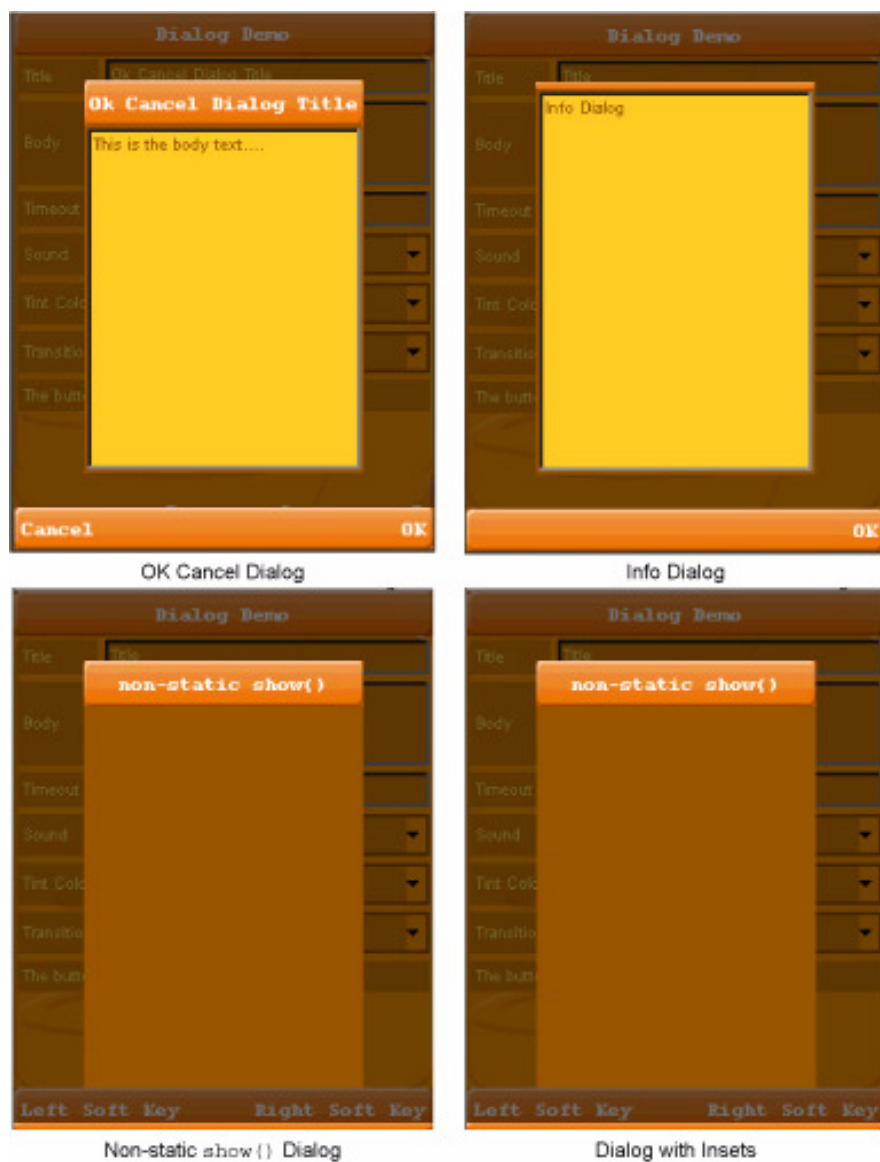 Dialog Demo
Title
Ok Cancel Dialog Title
Ok Cancel Dialog Title
Body
This is the body text....
Timeout
Sound
Tint Colo
Transitio
The butt
Cancel
OK
OK Cancel Dialog
Dialog Demo
Title
Title
Info Dialog
Body
Timeout
Sound
Tint Colo
Transitio
The butt
OK
Info Dialog
Dialog Demo
Title
Title
non-static show()
Body
Timeout
Sound
Tint Colo
Transitio
The butt
Left Soft Key
Right Soft Key
Non-static show() Dialog
Dialog Demo
Title
Title
non-static show()
Body
Timeout
Sound
Tint Colo
Transitio
The butt
Left Soft Key
Right Soft Key
Dialog with Insets